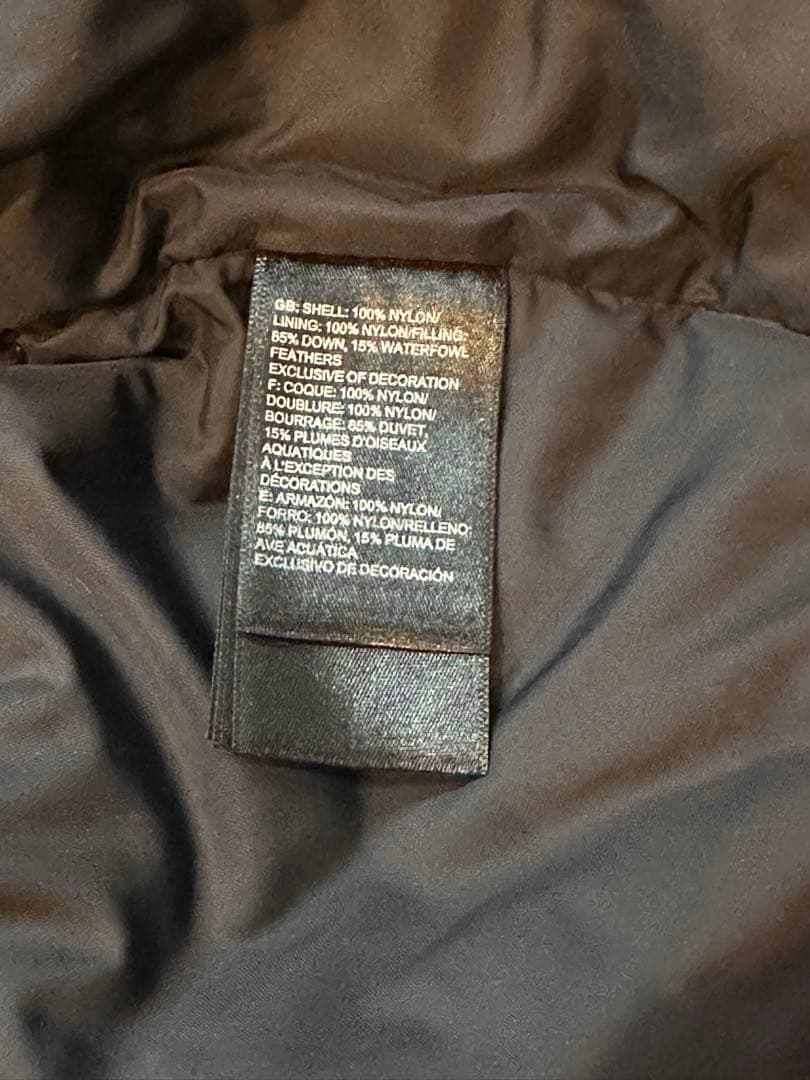 GB: SHELL: 100% NYLON/
LINING: 100% NYLON/FILLING:
85% DOWN, 15% WATERFOWL
FEATHERS
EXCLUSIVE OF DECORATION
F: COQUE: 100% NYLON/
DOUBLURE: 100% NYLON/
BOURRAGE: 85% DUVET,
15% PLUMES D'OISEAUX
AQUATIQUES
À L'EXCEPTION DES
DÉCORATIONS
E: ARMAZÓN: 100% NYLON/
FORRO: 100% NYLON/RELLENO:
85% PLUMÓN, 15% PLUMA DE
AVE ACUÁTICA
EXCLUSIVO DE DECORACIÓN